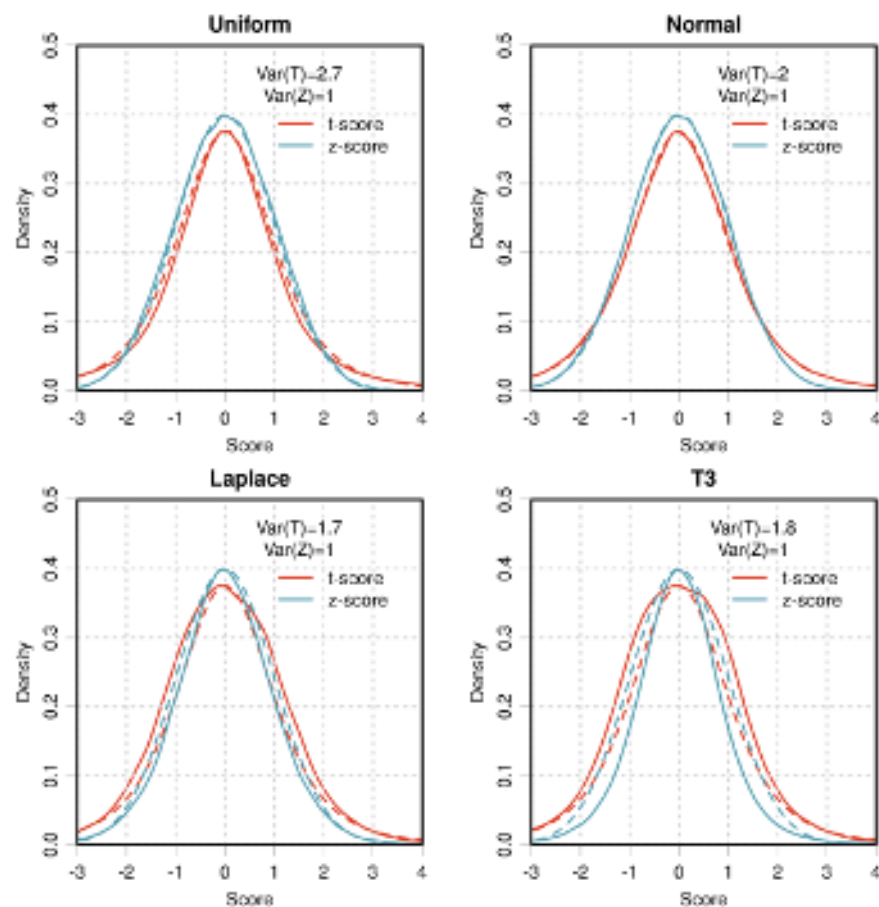 Uniform
Var(T)=2.7
Var(Z)=1
t-score
z-score
Density
0.0 0.1 0.2 0.3 0.4 0.5
-3 -2 -1 0 1 2 3 4
Score
Normal
Var(T)=2
Var(Z)=1
t-score
z-score
Density
0.0 0.1 0.2 0.3 0.4 0.5
-3 -2 -1 0 1 2 3 4
Score
Laplace
Var(T)=1.7
Var(Z)=1
t-score
z-score
Density
0.0 0.1 0.2 0.3 0.4 0.5
-3 -2 -1 0 1 2 3 4
Score
T3
Var(T)=1.8
Var(Z)=1
t-score
z-score
Density
0.0 0.1 0.2 0.3 0.4 0.5
-3 -2 -1 0 1 2 3 4
Score